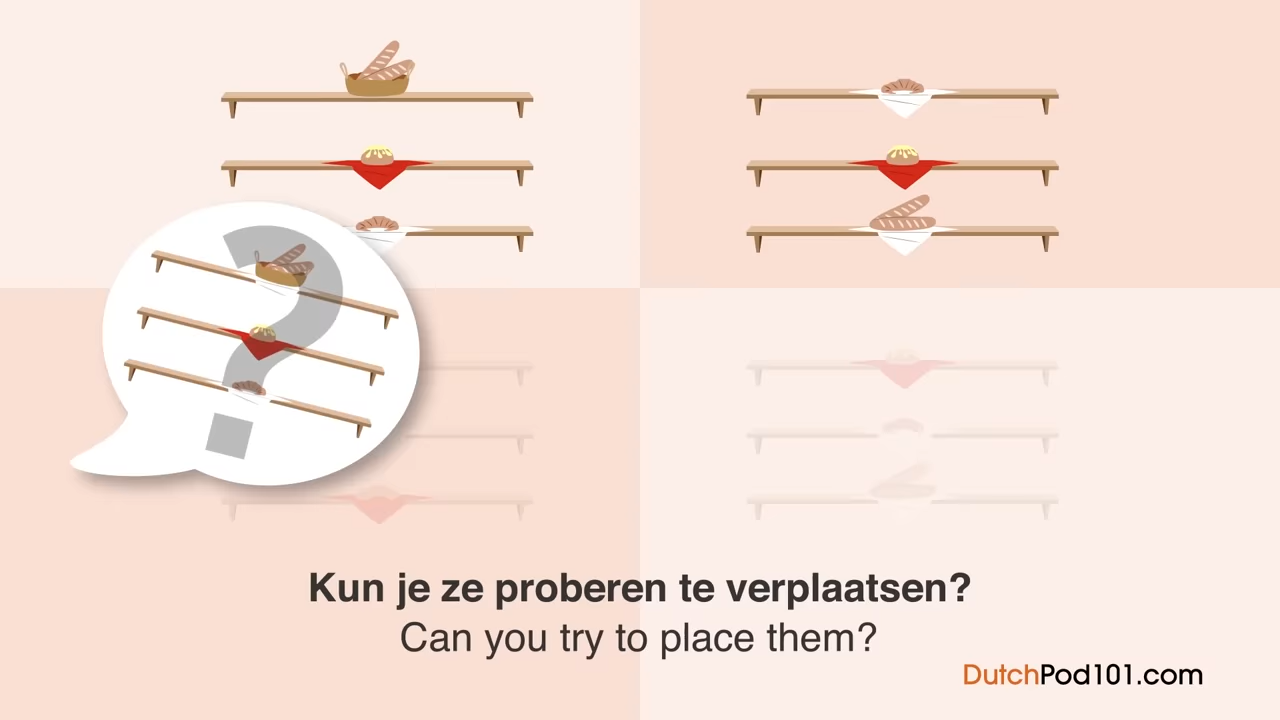 Kun je ze proberen te verplaatsen?
Can you try to place them?
DutchPod101.com